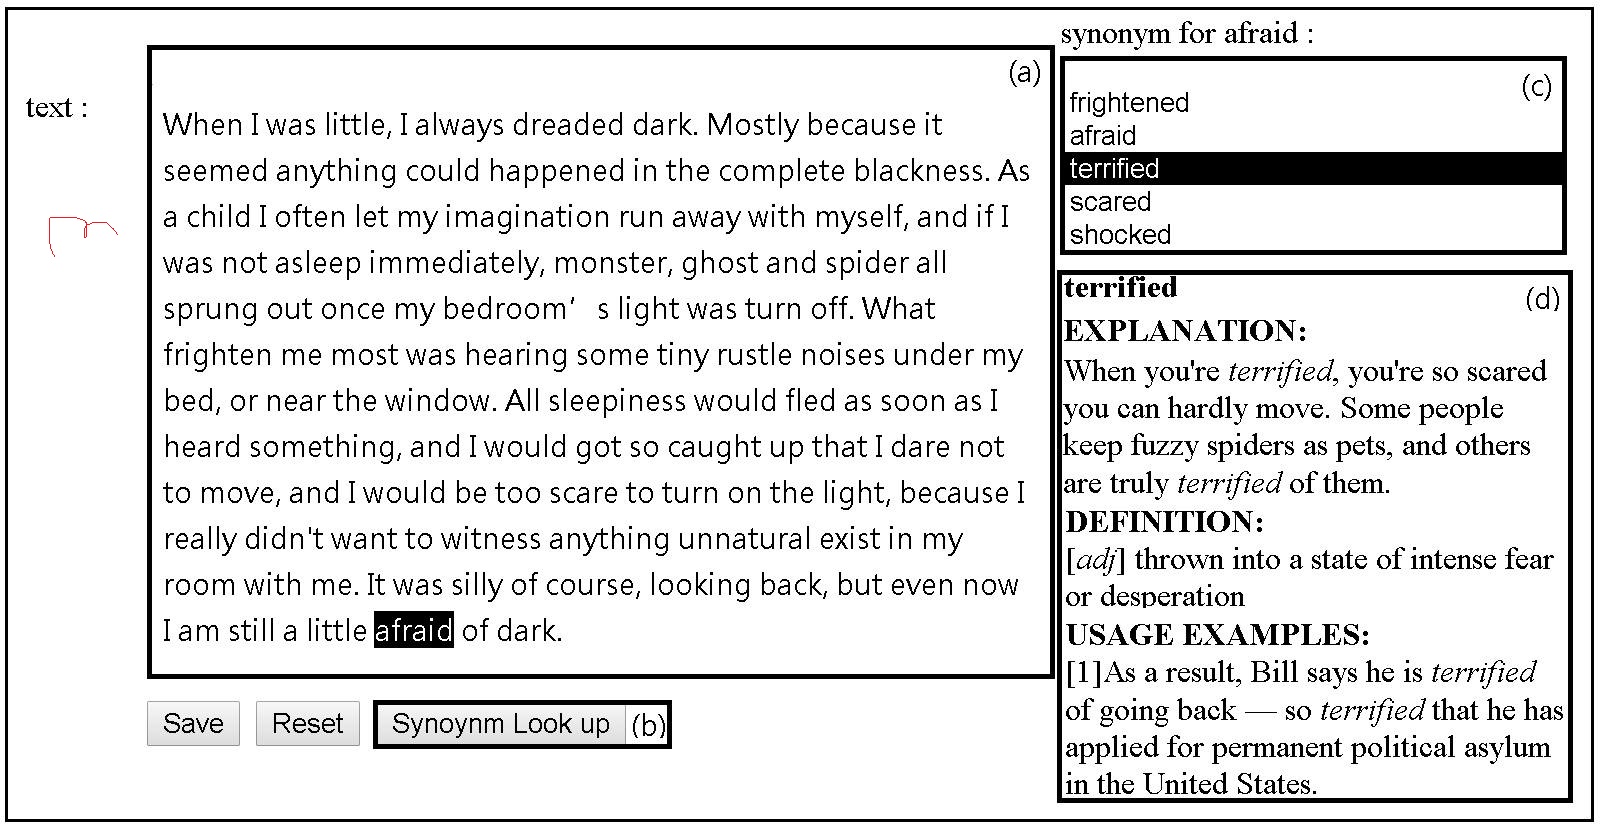 text :
(a)
When I was little, I always dreaded dark. Mostly because it
seemed anything could happened in the complete blackness. As
a child I often let my imagination run away with myself, and if I
was not asleep immediately, monster, ghost and spider all
sprung out once my bedroom’ s light was turn off. What
frighten me most was hearing some tiny rustle noises under my
bed, or near the window. All sleepiness would fled as soon as I
heard something, and I would got so caught up that I dare not
to move, and I would be too scare to turn on the light, because I
really didn't want to witness anything unnatural exist in my
room with me. It was silly of course, looking back, but even now
I am still a little afraid of dark.
Save Reset Synoynm Look up (b)
synonym for afraid :
(c)
frightened
afraid
terrified
scared
shocked
terrified
(d)
EXPLANATION:
When you're terrified, you're so scared
you can hardly move. Some people
keep fuzzy spiders as pets, and others
are truly terrified of them.
DEFINITION:
[adj] thrown into a state of intense fear
or desperation
USAGE EXAMPLES:
[1]As a result, Bill says he is terrified
of going back — so terrified that he has
applied for permanent political asylum
in the United States.